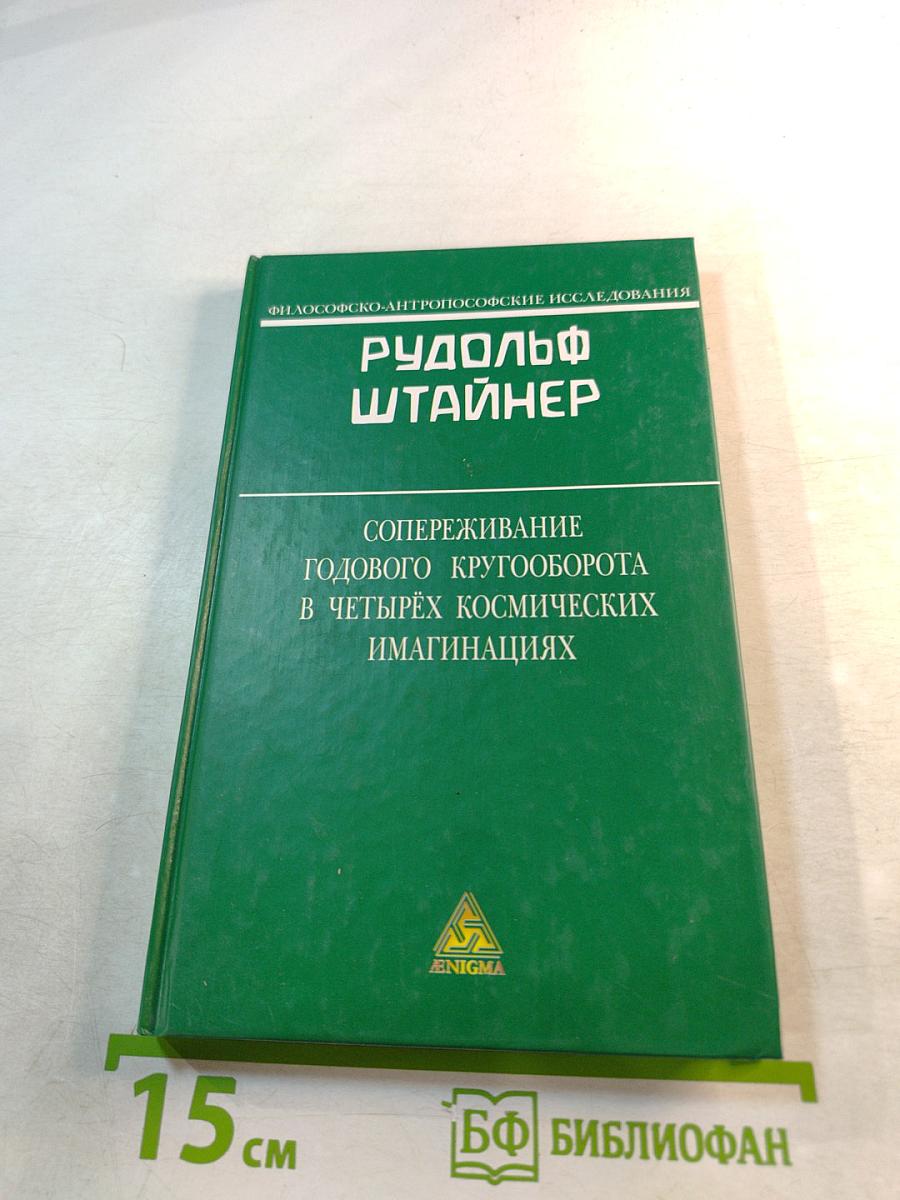 ФИЛОСОФСКО-АНТРОПОСОФСКИЕ ИССЛЕДОВАНИЯ
РУДОЛЬФ
ШТАЙНЕР
СОПЕРЕЖИВАНИЕ
ГОДОВОГО КРУГООБОРОТА
В ЧЕТЫРЁХ КОСМИЧЕСКИХ
ИМАГИНАЦИЯХ
ÆNIGMA
15 см
БФ БИБЛИОФАН